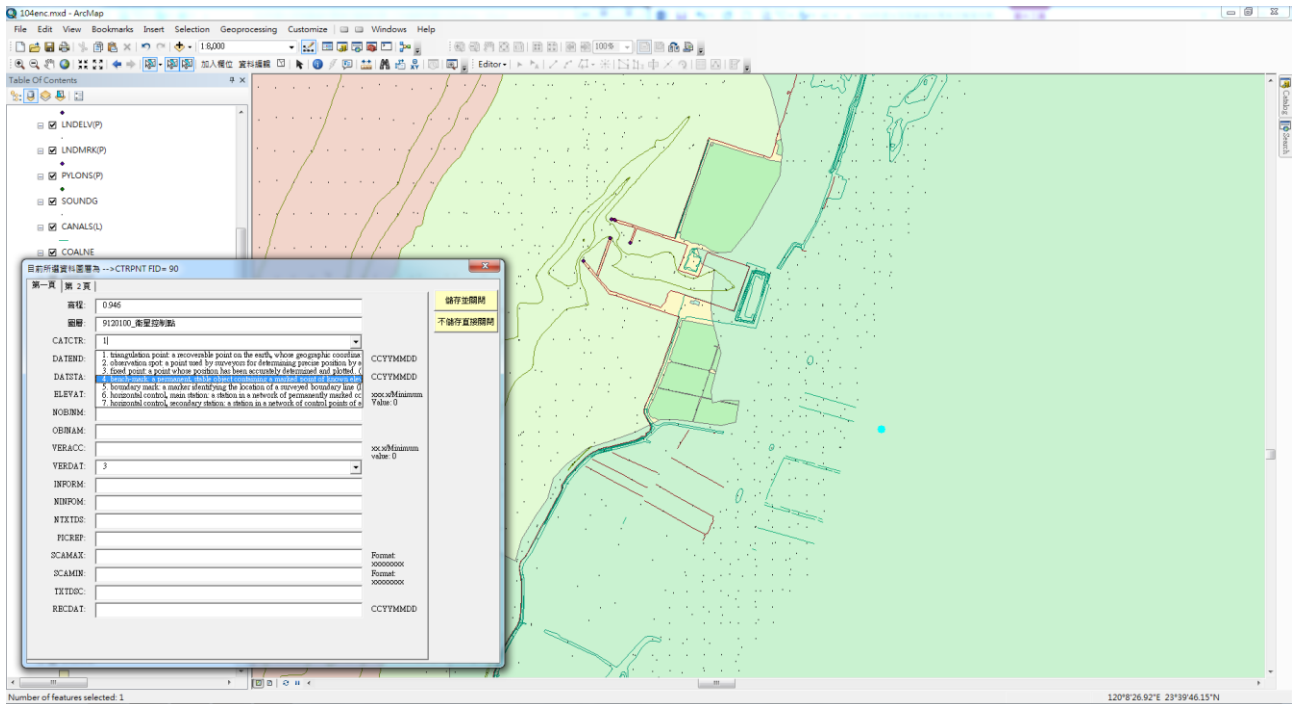 104enc.mxd - ArcMap
File Edit View Bookmarks Insert Selection Geoprocessing Customize Windows Help
1:8,000
100%
加入欄位 資料編輯
Editor
Table Of Contents
LNDELV(P)
LNDMRK(P)
PYLONS(P)
SOUNDG
CANALS(L)
COALNE
Catalog
Search
目前所選資料圖層為 -->CTRPNT FID= 90
第一頁 第 2 頁
高程: 0.946
儲存並關閉
圖層: 9120100_衛星控制點
不儲存直接關閉
CATCTR: 1
1. triangulation point: a recoverable point on the earth, whose geographic coordina
DATEND: CCYYMMDD
2. observation spot: a point used by surveyors for determining precise position by a
3. fixed point: a point whose position has been accurately determined and plotted. (
DATSTA: CCYYMMDD
4. bench-mark: a permanent, stable object containing a marked point of known elev
5. boundary mark: a marker identifying the location of a surveyed boundary line (
ELEVAT: xxx.x/Minimum Value: 0
6. horizontal control, main station: a station in a network of permanently marked cc
7. horizontal control, secondary station: a station in a network of control points of a
NOBJNM:
OBJNAM:
VERACC: xx.x/Minimum value: 0
VERDAT: 3
INFORM:
NINFOM:
NTXTDS:
PICREP:
SCAMAX: Format: xxxxxxxx
SCAMIN: Format: xxxxxxxx
TXTDSC:
RECDAT: CCYYMMDD
Number of features selected: 1
120°8'26.92"E 23°39'46.15"N